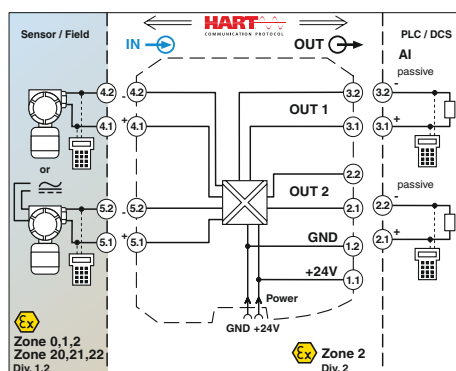 Sensor / Field
HART
COMMUNICATION PROTOCOL
PLC / DCS
IN
OUT
AI
passive
4.2
-
4.2
OUT 1
3.2
3.2
-
4.1
+
4.1
3.1
3.1
+
or
2.2
passive
5.2
-
5.2
OUT 2
2.1
2.2
-
5.1
+
5.1
GND
1.2
2.1
+
+24V
1.1
Power
GND +24V
Ex
Zone 0,1,2
Zone 20,21,22
Div. 1,2
Ex
Zone 2
Div. 2